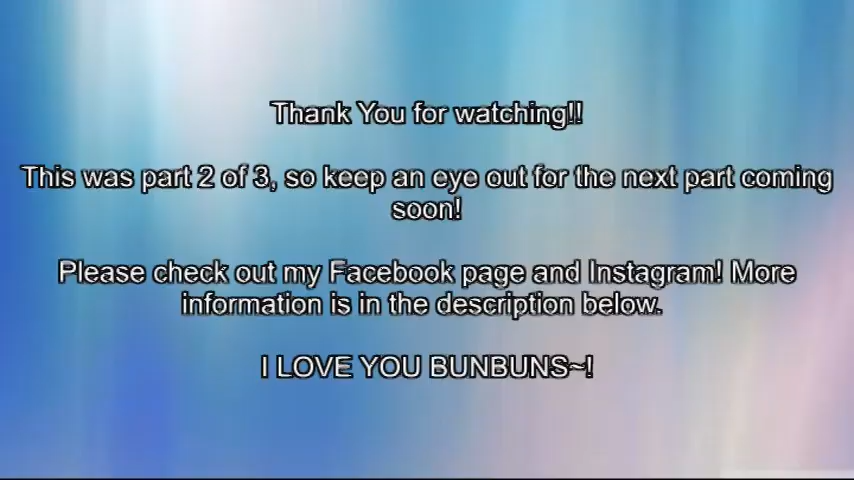 Thank You for watching!!
This was part 2 of 3, so keep an eye out for the next part coming
soon!
Please check out my Facebook page and Instagram! More
information is in the description below.
I LOVE YOU BUNBUNS~!